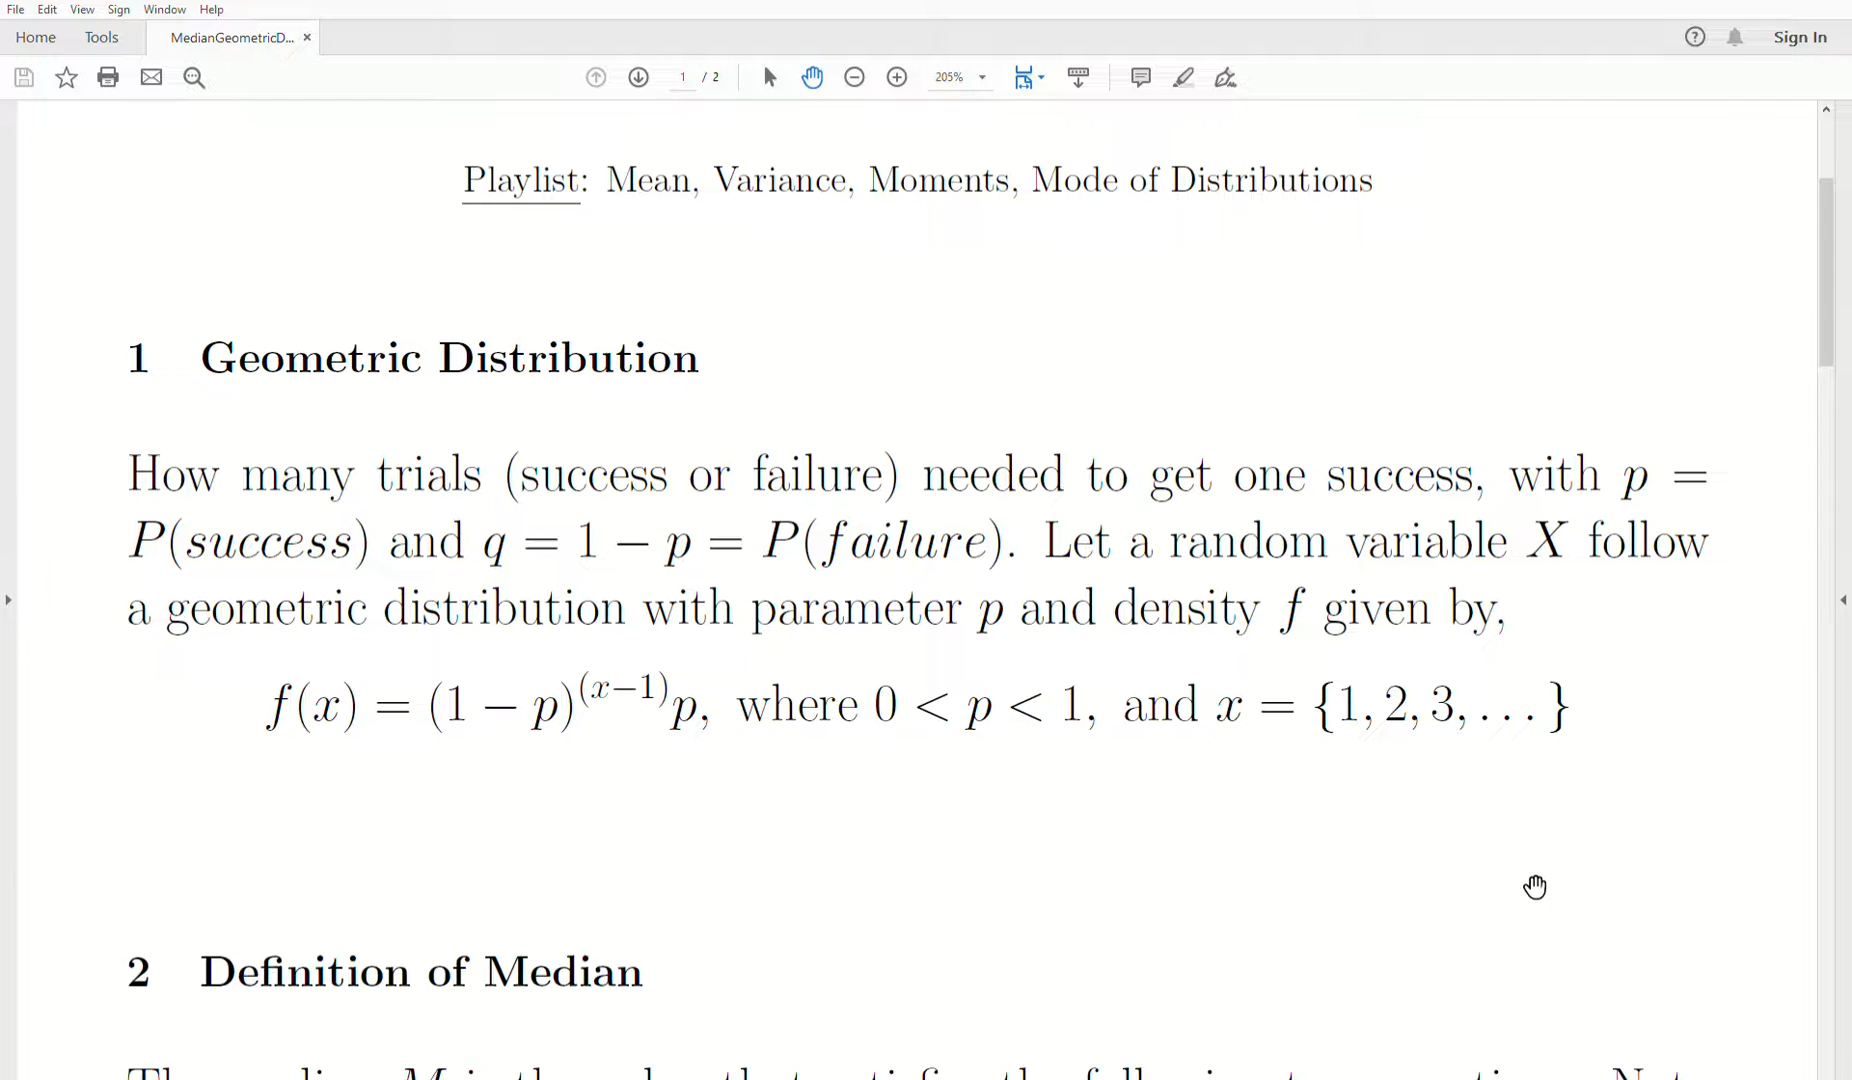 File Edit View Sign Window Help
Home Tools MedianGeometricD... × Sign In
1 / 2 205%
Playlist: Mean, Variance, Moments, Mode of Distributions
1 Geometric Distribution
How many trials (success or failure) needed to get one success, with p =
P(success) and q = 1 − p = P(failure). Let a random variable X follow
a geometric distribution with parameter p and density f given by,
f(x) = (1 − p)^(x−1) p, where 0 < p < 1, and x = {1, 2, 3, . . . }
2 Definition of Median